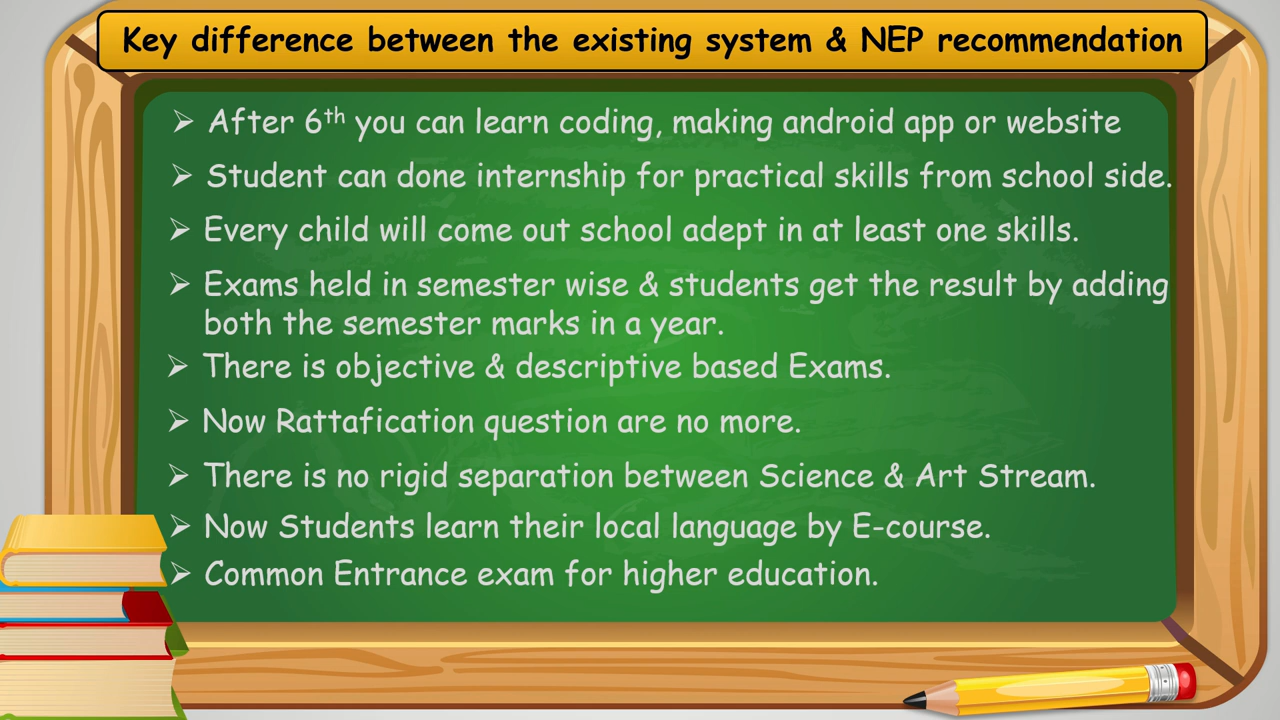 Key difference between the existing system & NEP recommendation
➢ After 6th you can learn coding, making android app or website
➢ Student can done internship for practical skills from school side.
➢ Every child will come out school adept in at least one skills.
➢ Exams held in semester wise & students get the result by adding
both the semester marks in a year.
➢ There is objective & descriptive based Exams.
➢ Now Rattafication question are no more.
➢ There is no rigid separation between Science & Art Stream.
➢ Now Students learn their local language by E-course.
➢ Common Entrance exam for higher education.